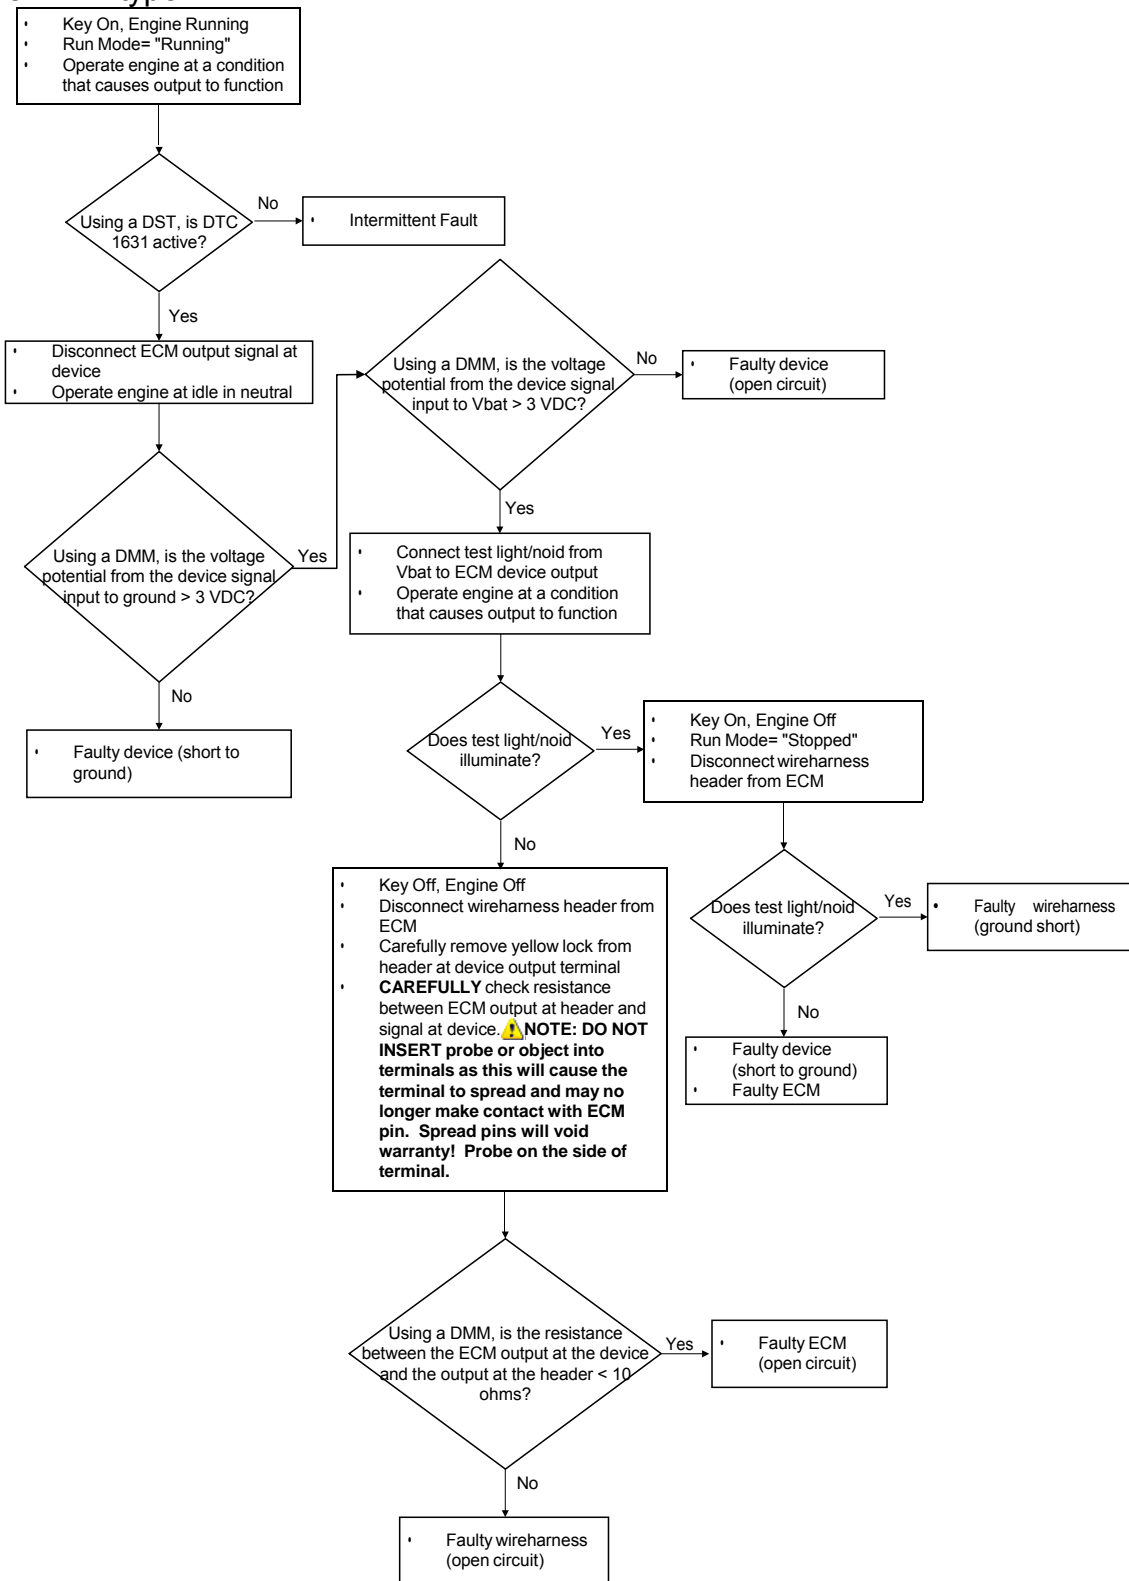 • Key On, Engine Running
• Run Mode= "Running"
• Operate engine at a condition
that causes output to function
Using a DST, is DTC
1631 active?
No
• Intermittent Fault
Yes
• Disconnect ECM output signal at
device
• Operate engine at idle in neutral
Using a DMM, is the voltage
potential from the device signal
input to Vbat > 3 VDC?
No
• Faulty device
(open circuit)
Yes
Using a DMM, is the voltage
potential from the device signal
input to ground > 3 VDC?
Yes
• Connect test light/noid from
Vbat to ECM device output
• Operate engine at a condition
that causes output to function
No
• Faulty device (short to
ground)
Does test light/noid
illuminate?
Yes
• Key On, Engine Off
• Run Mode= "Stopped"
• Disconnect wireharness
header from ECM
No
• Key Off, Engine Off
• Disconnect wireharness header from
ECM
• Carefully remove yellow lock from
header at device output terminal
• CAREFULLY check resistance
between ECM output at header and
signal at device. NOTE: DO NOT
INSERT probe or object into
terminals as this will cause the
terminal to spread and may no
longer make contact with ECM
pin. Spread pins will void
warranty! Probe on the side of
terminal.
Does test light/noid
illuminate?
Yes
• Faulty wireharness
(ground short)
No
• Faulty device
(short to ground)
• Faulty ECM
Using a DMM, is the resistance
between the ECM output at the device
and the output at the header < 10
ohms?
Yes
• Faulty ECM
(open circuit)
No
• Faulty wireharness
(open circuit)